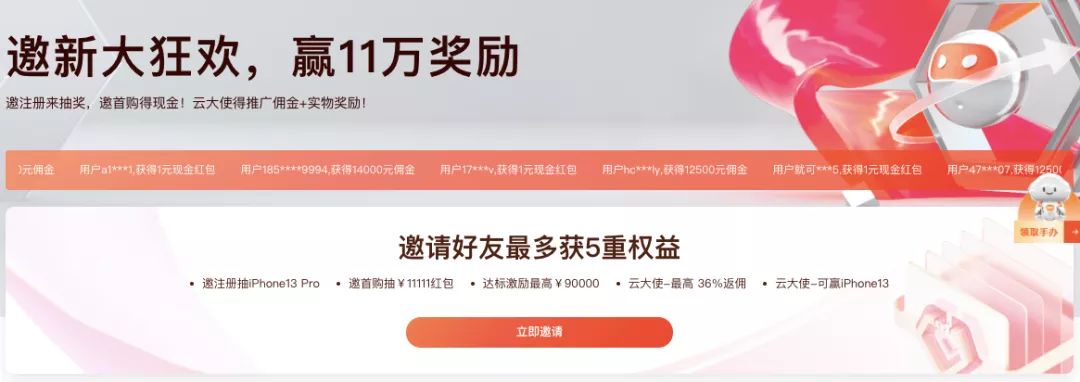 邀新大狂欢，赢11万奖励
邀注册来抽奖，邀首购得现金！云大使得推广佣金+实物奖励！
元佣金 用户a1***1,获得1元现金红包 用户185****9994,获得14000元佣金 用户17***v,获得1元现金红包 用户hc***ly,获得12500元佣金 用户就可***5,获得1元现金红包 用户47***07,获得1250
领取手办
邀请好友最多获5重权益
• 邀注册抽iPhone13 Pro • 邀首购抽￥11111红包 • 达标激励最高￥90000 • 云大使-最高 36%返佣 • 云大使-可赢iPhone13
立即邀请